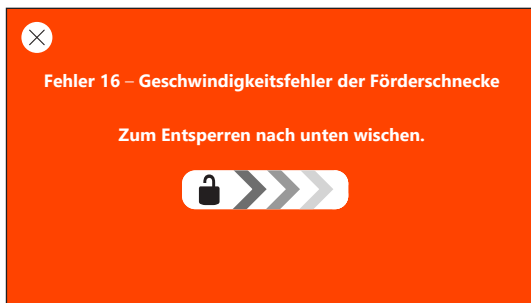 Fehler 16 – Geschwindigkeitsfehler der Förderschnecke
Zum Entsperren nach unten wischen.